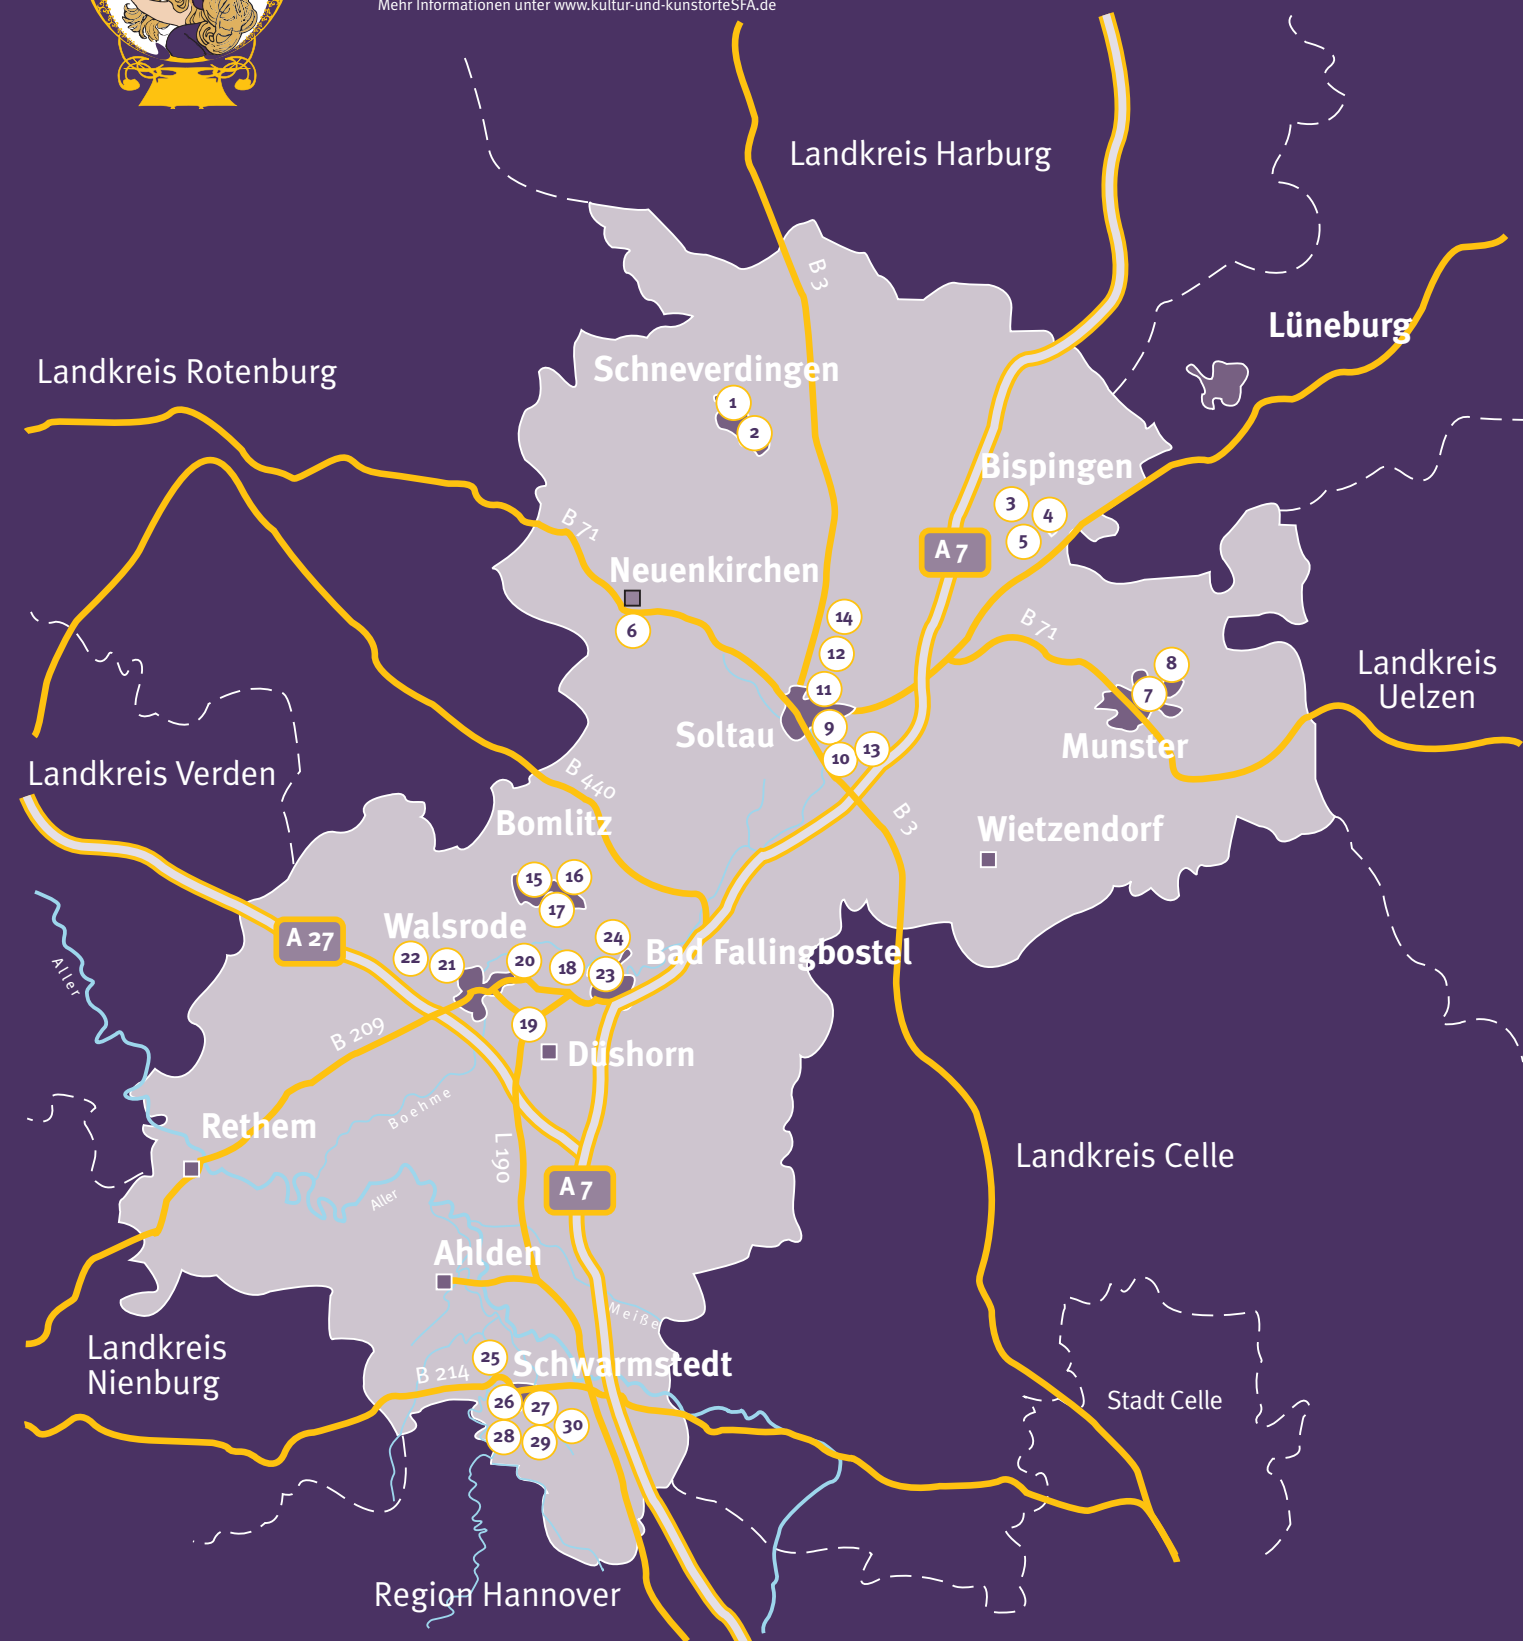 Mehr Informationen unter www.kultur-und-kunstorteSFA.de
Landkreis Harburg
B 3
Lüneburg
Landkreis Rotenburg
Schneverdingen
1
2
Bispingen
3
4
5
B 71
A 7
Neuenkirchen
6
14
B 71
12
8
Landkreis
Uelzen
11
7
9
Soltau
13
10
Munster
Landkreis Verden
B 440
B 3
Bomlitz
Wietzendorf
15
16
17
Walsrode
A 27
24
Bad Fallingbostel
22
21
20
18
23
Aller
19
B 209
Düshorn
Boehme
Rethem
L 190
Landkreis Celle
A 7
Aller
Ahlden
Meiße
Landkreis
Nienburg
25
Schwarmstedt
B 214
Stadt Celle
26
27
30
28
29
Region Hannover